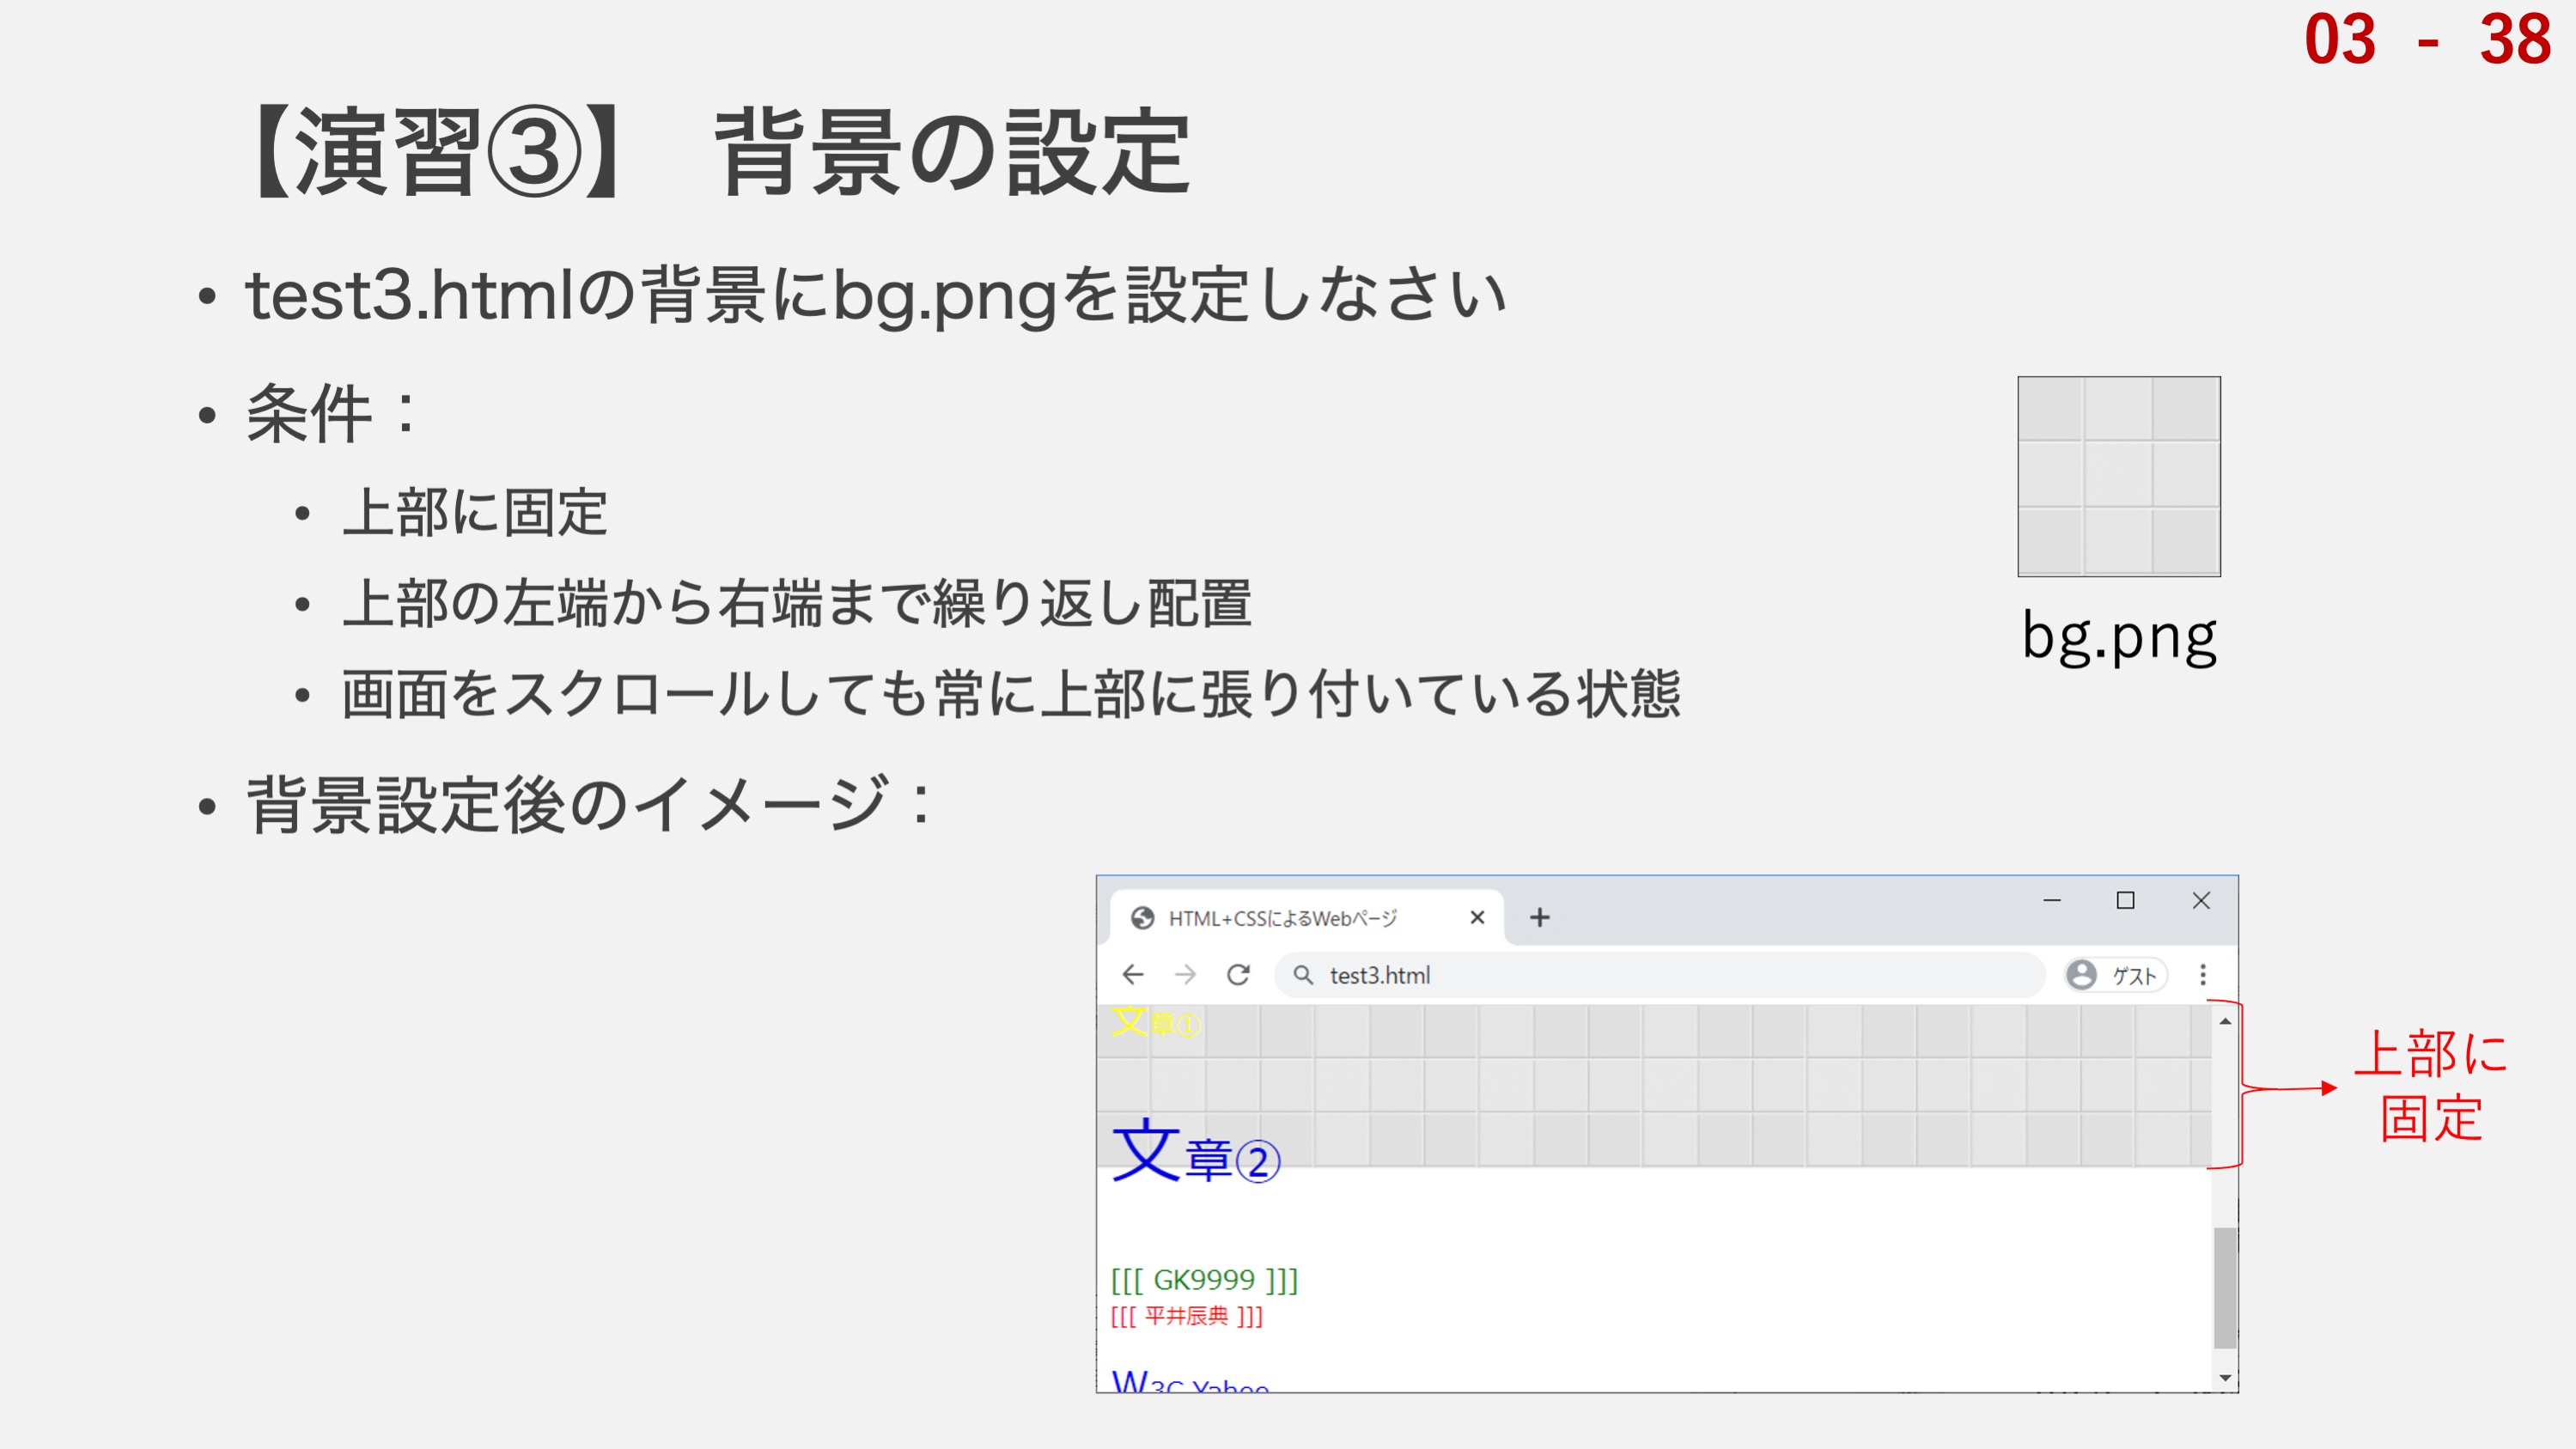 03 - 38
【演習③】 背景の設定
• test3.htmlの背景にbg.pngを設定しなさい
• 条件：
• 上部に固定
• 上部の左端から右端まで繰り返し配置
• 画面をスクロールしても常に上部に張り付いている状態
bg.png
• 背景設定後のイメージ：
HTML+CSSによるWebページ
test3.html
ゲスト
文章①
文章②
[[[ GK9999 ]]]
[[[ 平井辰典 ]]]
W3C Yahoo
上部に
固定